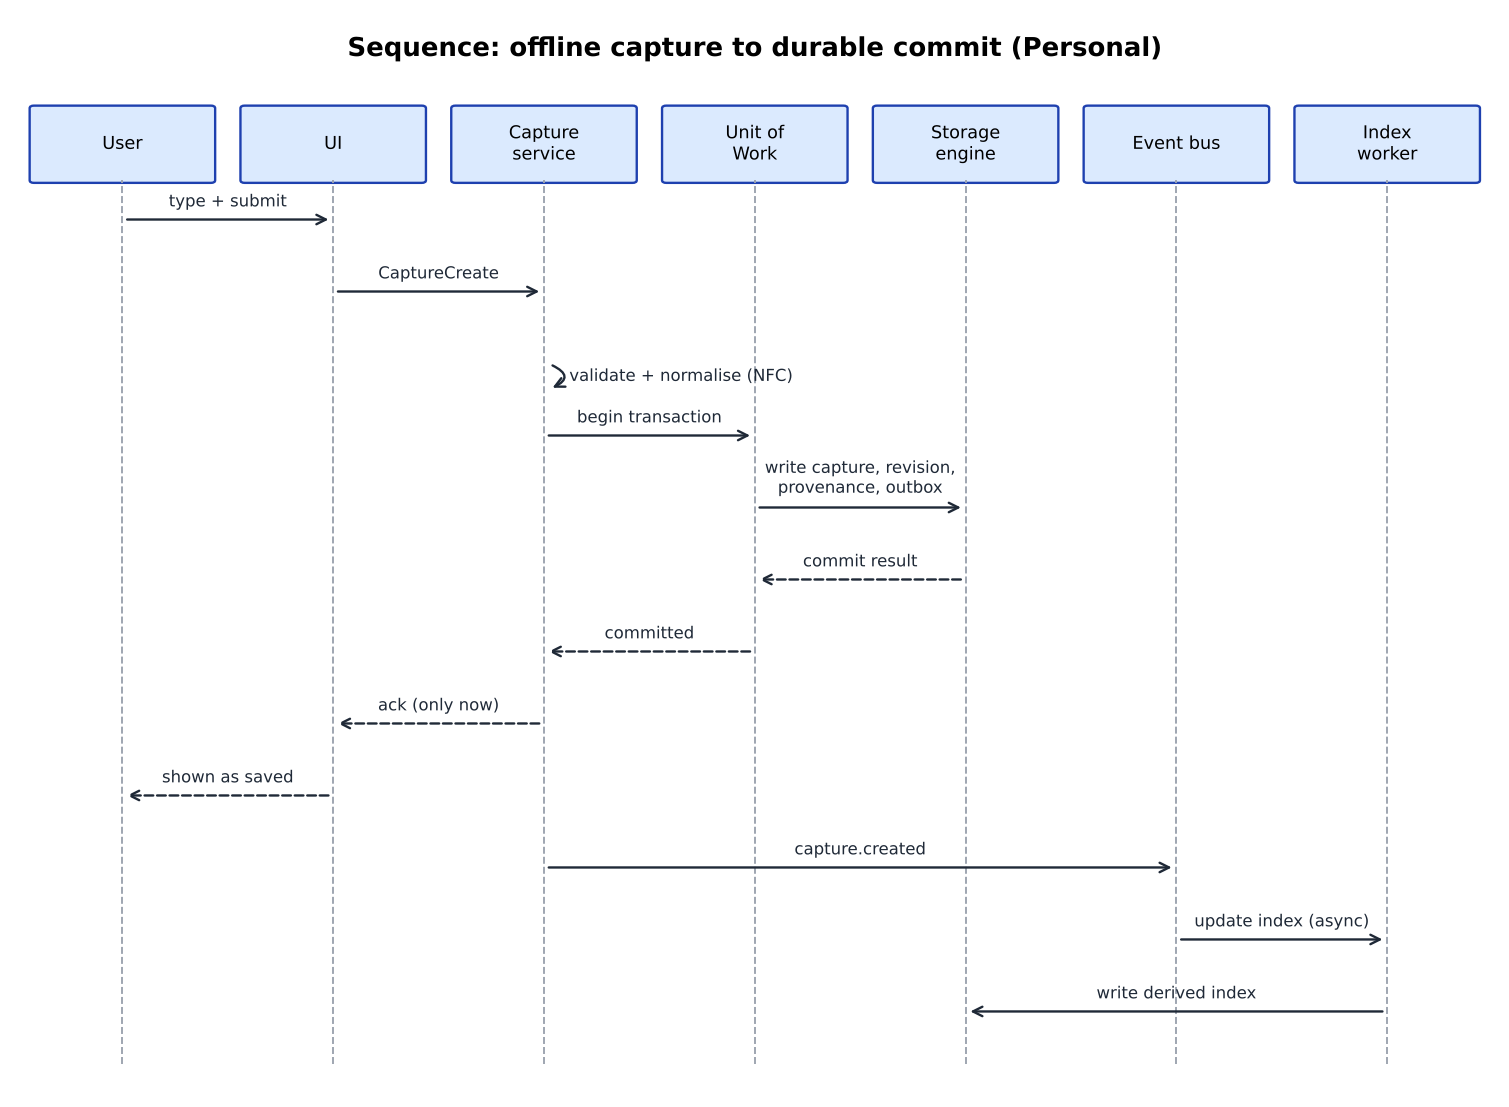 Sequence: offline capture to durable commit (Personal)
User
UI
Capture
service
Unit of
Work
Storage
engine
Event bus
Index
worker
type + submit
CaptureCreate
validate + normalise (NFC)
begin transaction
write capture, revision,
provenance, outbox
commit result
committed
ack (only now)
shown as saved
capture.created
update index (async)
write derived index